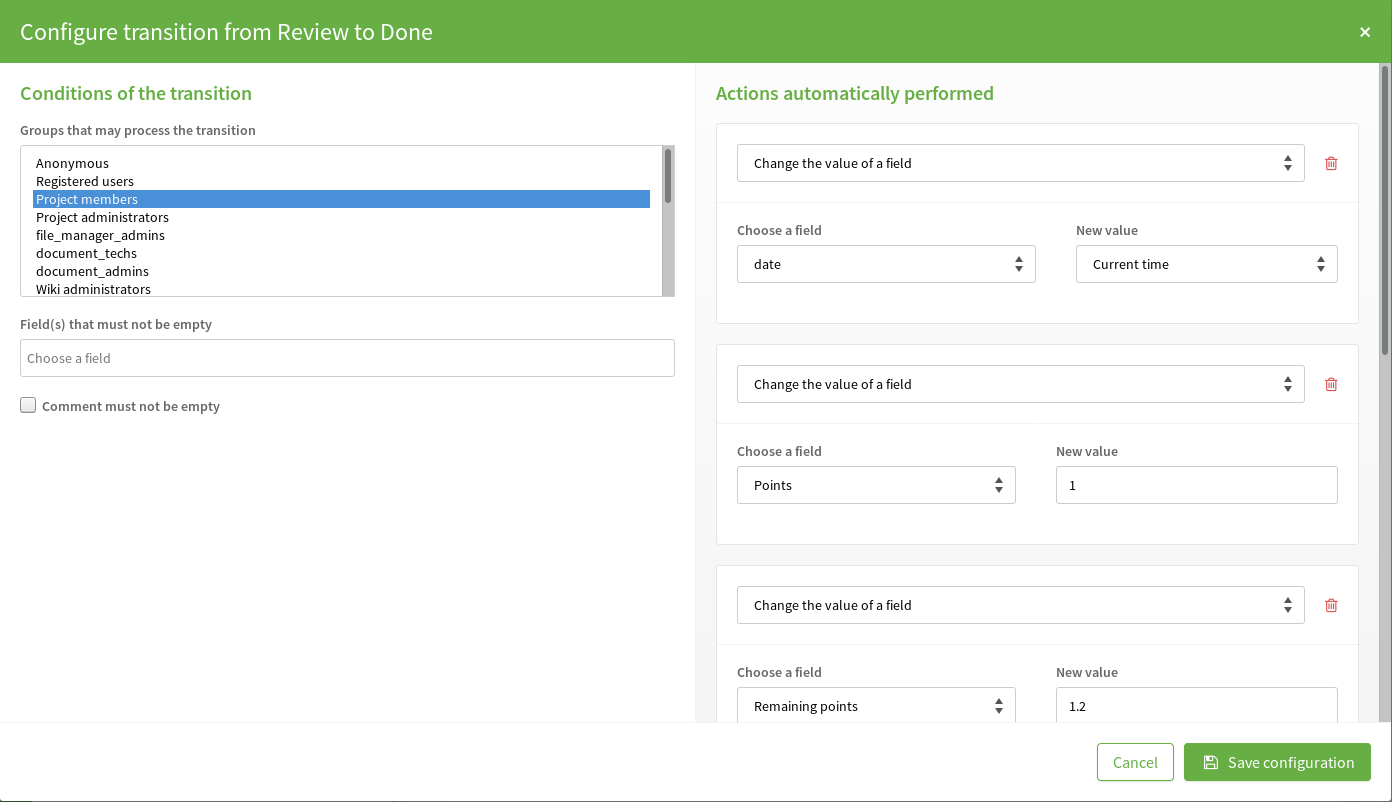 Configure transition from Review to Done
×
Conditions of the transition
Groups that may process the transition
Anonymous
Registered users
Project members
Project administrators
file_manager_admins
document_techs
document_admins
Wiki administrators
Field(s) that must not be empty
Choose a field
Comment must not be empty
Actions automatically performed
Change the value of a field
Choose a field
New value
date
Current time
Change the value of a field
Choose a field
New value
Points
1
Change the value of a field
Choose a field
New value
Remaining points
1.2
Cancel
Save configuration